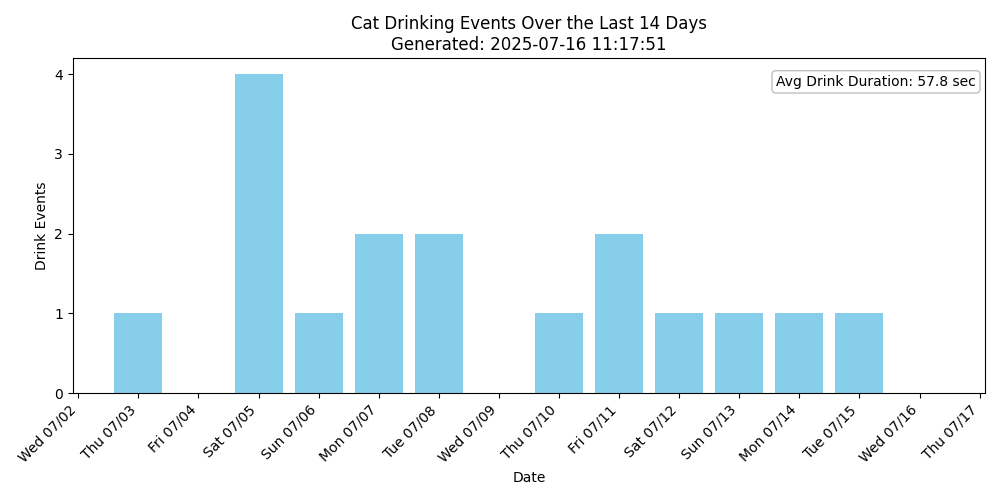 Cat Drinking Events Over the Last 14 Days
Generated: 2025-07-16 11:17:51
Avg Drink Duration: 57.8 sec
Drink Events
4
3
2
1
0
Wed 07/02
Thu 07/03
Fri 07/04
Sat 07/05
Sun 07/06
Mon 07/07
Tue 07/08
Wed 07/09
Thu 07/10
Fri 07/11
Sat 07/12
Sun 07/13
Mon 07/14
Tue 07/15
Wed 07/16
Thu 07/17
Date